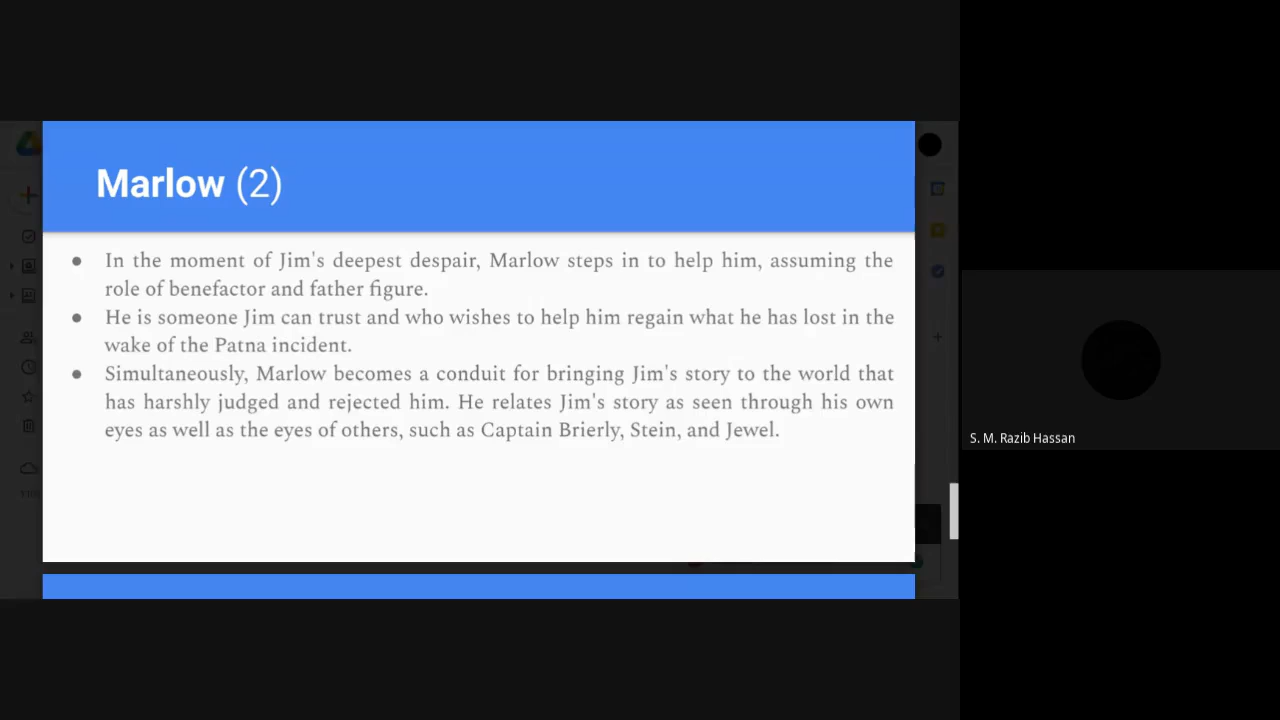 Marlow (2)
● In the moment of Jim's deepest despair, Marlow steps in to help him, assuming the
role of benefactor and father figure.
● He is someone Jim can trust and who wishes to help him regain what he has lost in the
wake of the Patna incident.
● Simultaneously, Marlow becomes a conduit for bringing Jim's story to the world that
has harshly judged and rejected him. He relates Jim's story as seen through his own
eyes as well as the eyes of others, such as Captain Brierly, Stein, and Jewel.
S. M. Razib Hassan